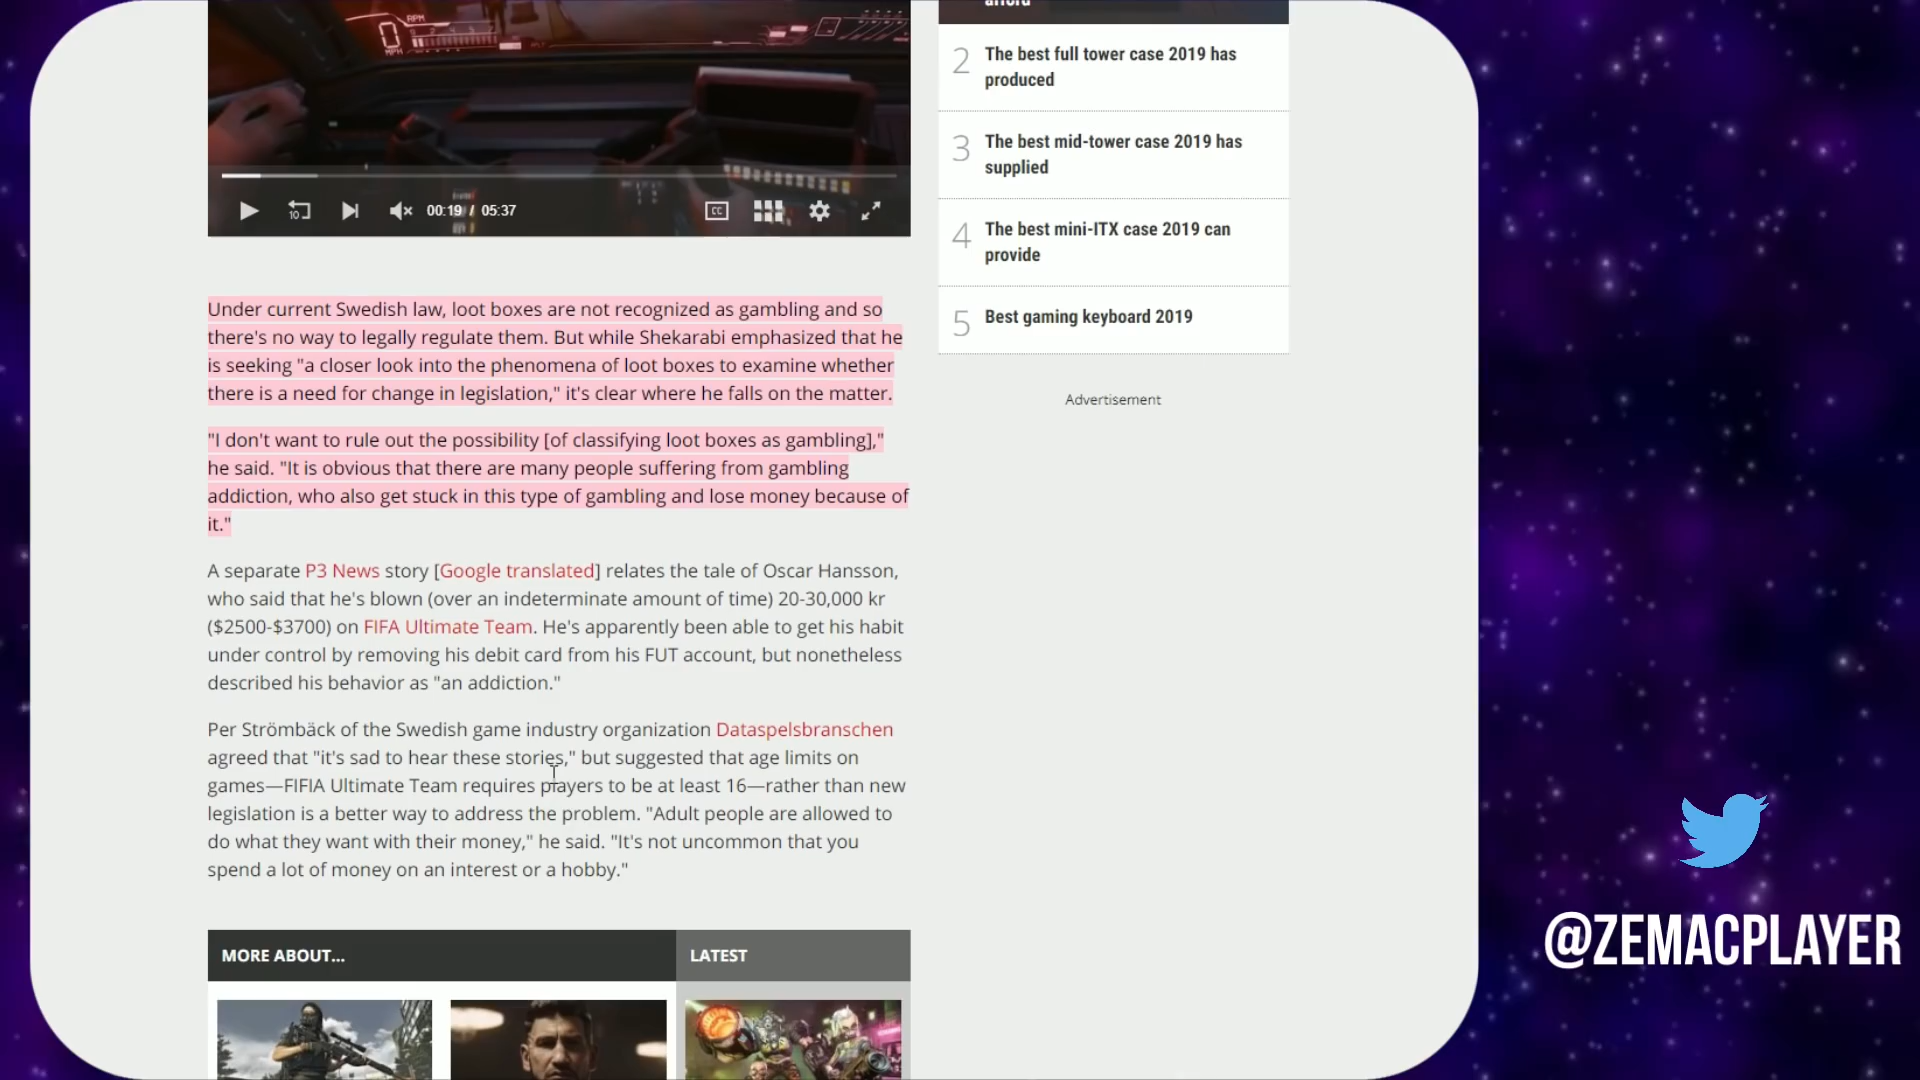 RPM
0
MPH
00:19 / 05:37
10
CC
Under current Swedish law, loot boxes are not recognized as gambling and so
there's no way to legally regulate them. But while Shekarabi emphasized that he
is seeking "a closer look into the phenomena of loot boxes to examine whether
there is a need for change in legislation," it's clear where he falls on the matter.
"I don't want to rule out the possibility [of classifying loot boxes as gambling],"
he said. "It is obvious that there are many people suffering from gambling
addiction, who also get stuck in this type of gambling and lose money because of
it."
A separate P3 News story [Google translated] relates the tale of Oscar Hansson,
who said that he's blown (over an indeterminate amount of time) 20-30,000 kr
($2500-$3700) on FIFA Ultimate Team. He's apparently been able to get his habit
under control by removing his debit card from his FUT account, but nonetheless
described his behavior as "an addiction."
Per Strömbäck of the Swedish game industry organization Dataspelsbranschen
agreed that "it's sad to hear these stories," but suggested that age limits on
games—FIFIA Ultimate Team requires players to be at least 16—rather than new
legislation is a better way to address the problem. "Adult people are allowed to
do what they want with their money," he said. "It's not uncommon that you
spend a lot of money on an interest or a hobby."
MORE ABOUT...
LATEST
2 The best full tower case 2019 has
produced
3 The best mid-tower case 2019 has
supplied
4 The best mini-ITX case 2019 can
provide
5 Best gaming keyboard 2019
Advertisement
@ZEMACPLAYER